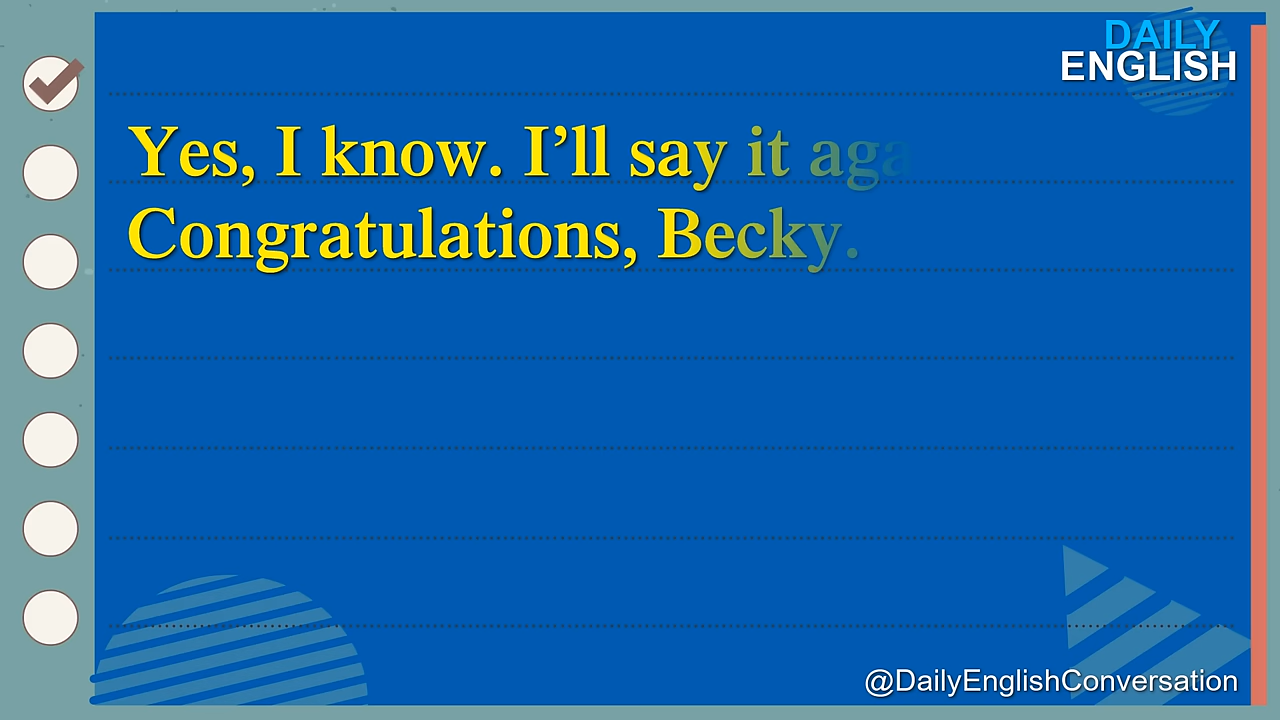 DAILY
ENGLISH
Yes, I know. I’ll say it
Congratulations, Becky.
@DailyEnglishConversation